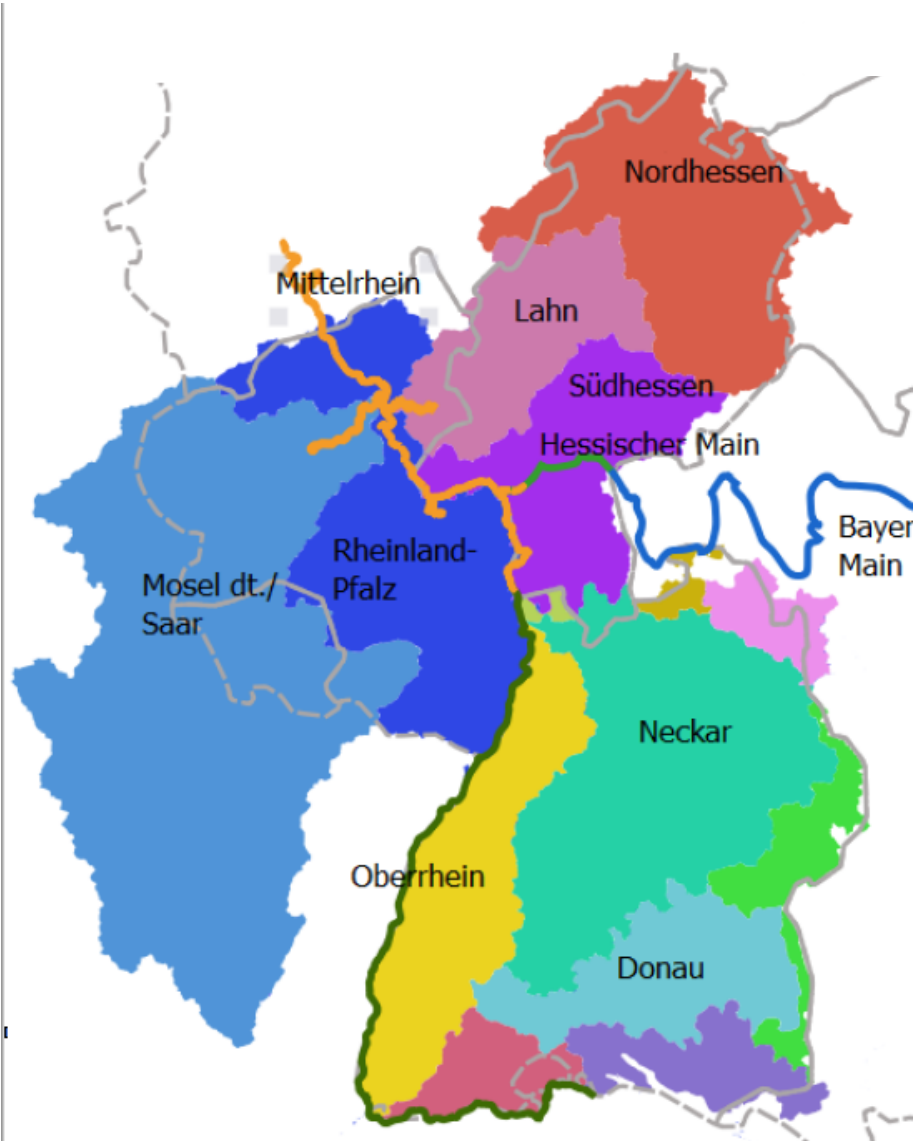 Nordhessen
Mittelrhein
Lahn
Südhessen
Hessischer Main
Bayer
Main
Rheinland-
Pfalz
Mosel dt./
Saar
Neckar
Oberrhein
Donau